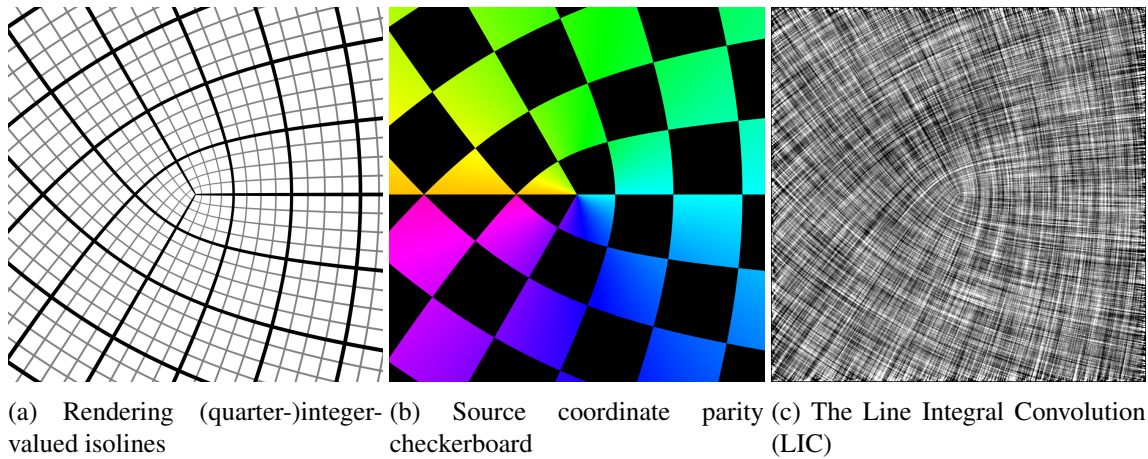 (a) Rendering (quarter-)integer-
valued isolines
(b) Source coordinate parity
checkerboard
(c) The Line Integral Convolution
(LIC)